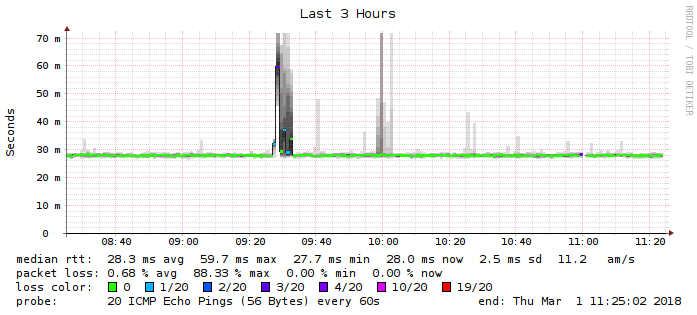 Last 3 Hours
RRDTOOL / TOBI OETIKER
Seconds
70 m
60 m
50 m
40 m
30 m
20 m
10 m
0
08:40 09:00 09:20 09:40 10:00 10:20 10:40 11:00 11:20
median rtt: 28.3 ms avg 59.7 ms max 27.7 ms min 28.0 ms now 2.5 ms sd 11.2 am/s
packet loss: 0.68 % avg 88.33 % max 0.00 % min 0.00 % now
loss color: 0 1/20 2/20 3/20 4/20 10/20 19/20
probe: 20 ICMP Echo Pings (56 Bytes) every 60s end: Thu Mar 1 11:25:02 2018